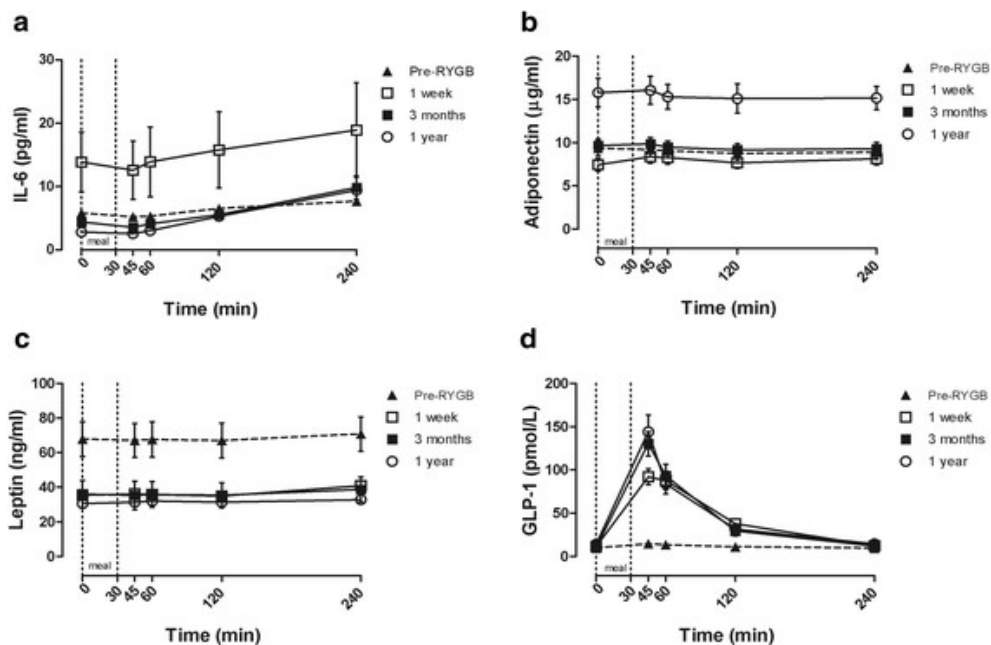 a
IL-6 (pg/ml)
30
20
10
0
meal
0
30
45
60
120
240
Time (min)
Pre-RYGB
1 week
3 months
1 year
b
Adiponectin (µg/ml)
20
15
10
5
0
meal
0
30
45
60
120
240
Time (min)
Pre-RYGB
1 week
3 months
1 year
c
Leptin (ng/ml)
100
80
60
40
20
0
meal
0
30
45
60
120
240
Time (min)
Pre-RYGB
1 week
3 months
1 year
d
GLP-1 (pmol/L)
200
150
100
50
0
meal
0
30
45
60
120
240
Time (min)
Pre-RYGB
1 week
3 months
1 year